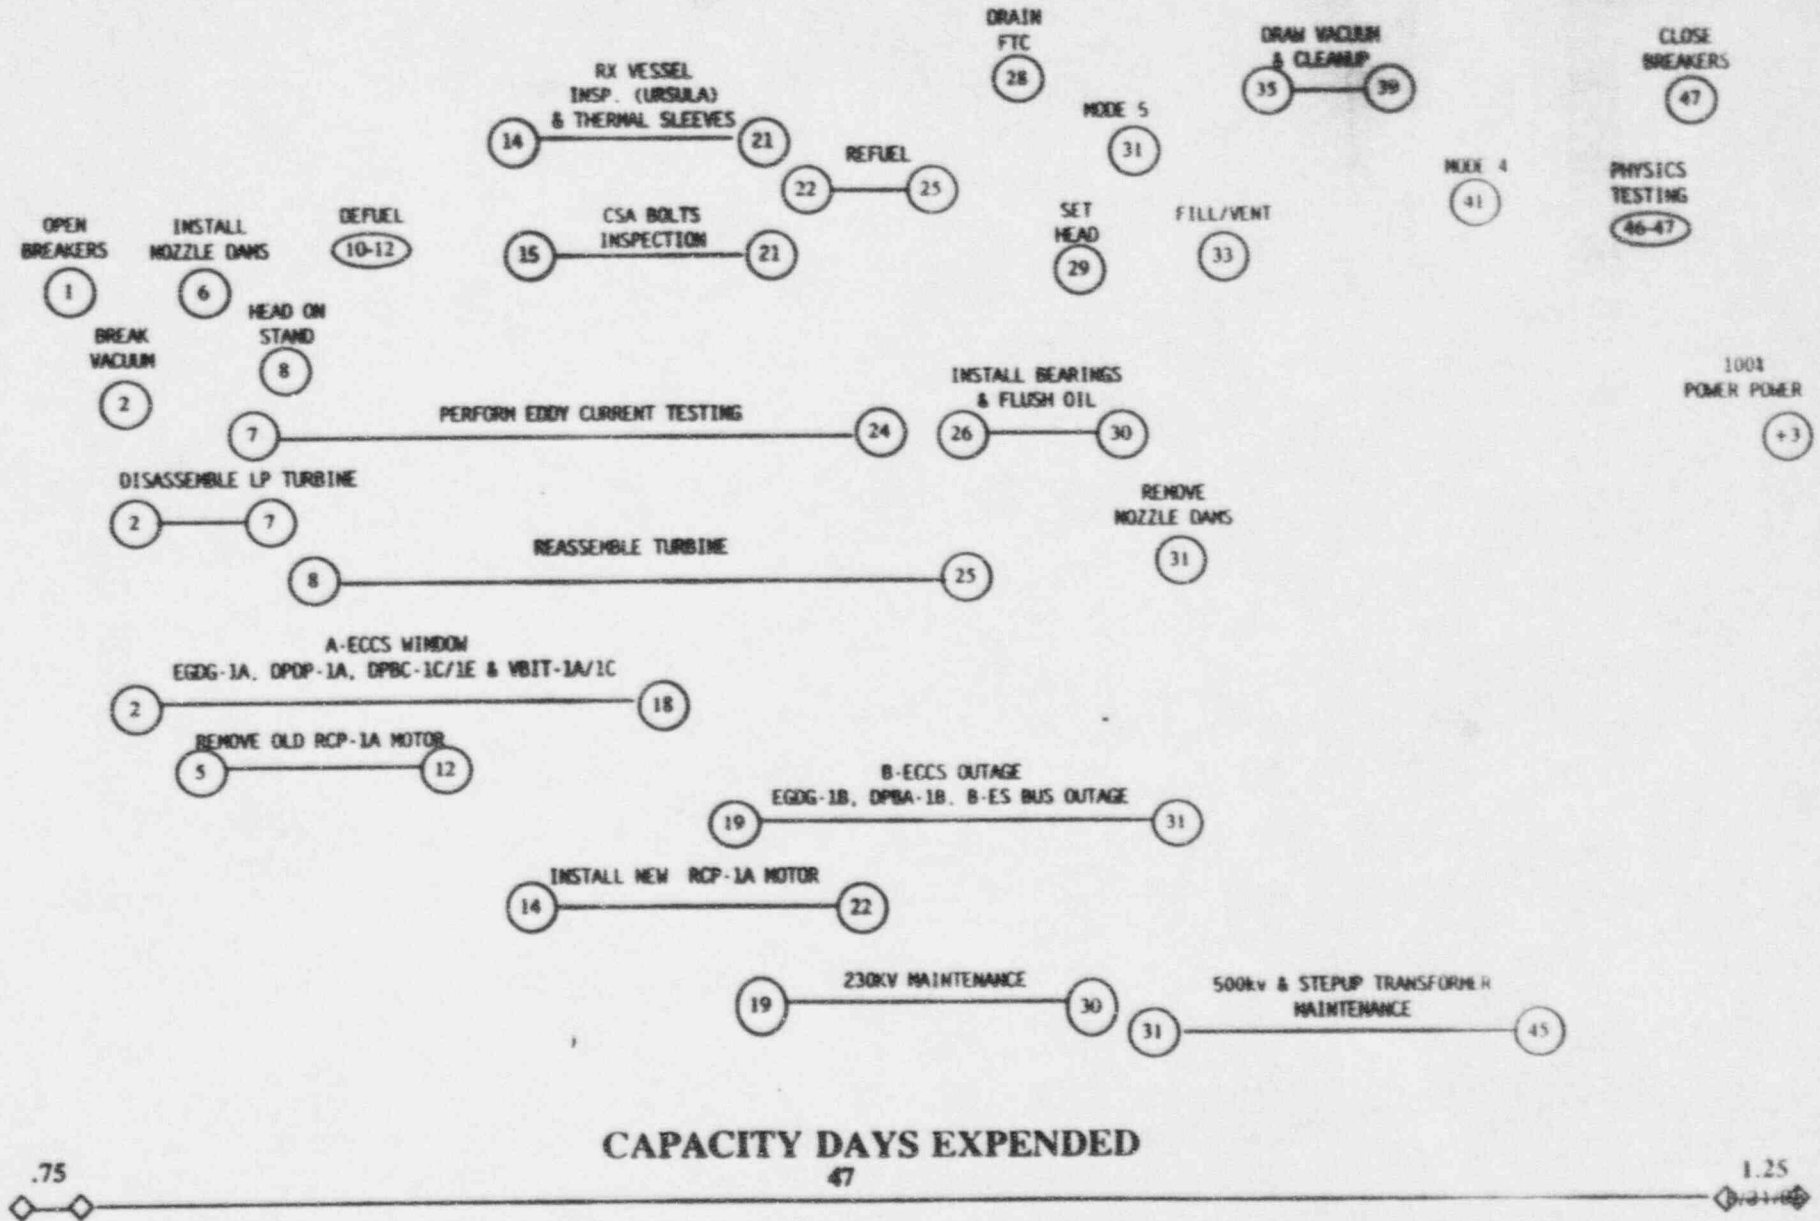 DRAIN
FTC
28
DRAW VACUUM
& CLEANUP
35
39
CLOSE
BREAKERS
47
RX VESSEL
INSP. (URSULA)
& THERMAL SLEEVES
14
21
MODE 5
31
REFUEL
22
25
MODE 4
41
PHYSICS
TESTING
46-47
OPEN
BREAKERS
1
INSTALL
NOZZLE DAMS
6
DEFUEL
10-12
CSA BOLTS
INSPECTION
15
21
SET
HEAD
29
FILL/VENT
33
BREAK
VACUUM
2
HEAD ON
STAND
8
100%
POWER POWER
+3
PERFORM EDDY CURRENT TESTING
7
24
INSTALL BEARINGS
& FLUSH OIL
26
30
DISASSEMBLE LP TURBINE
2
7
REMOVE
NOZZLE DAMS
31
REASSEMBLE TURBINE
8
25
A-ECCS WINDOW
EGDG-1A, DPDP-1A, DPBC-1C/1E & VBIT-1A/1C
2
18
REMOVE OLD RCP-1A MOTOR
5
12
B-ECCS OUTAGE
EGDG-1B, DPBA-1B, B-ES BUS OUTAGE
19
31
INSTALL NEW RCP-1A MOTOR
14
22
230KV MAINTENANCE
19
30
500kv & STEPUP TRANSFORMER
MAINTENANCE
31
45
CAPACITY DAYS EXPENDED
.75
47
1.25